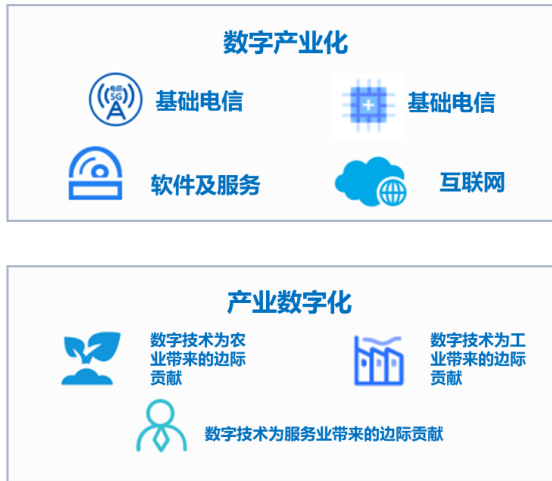 数字产业化
电信
5G
基础电信
基础电信
软件及服务
互联网
产业数字化
数字技术为农
业带来的边际
贡献
数字技术为工
业带来的边际
贡献
数字技术为服务业带来的边际贡献